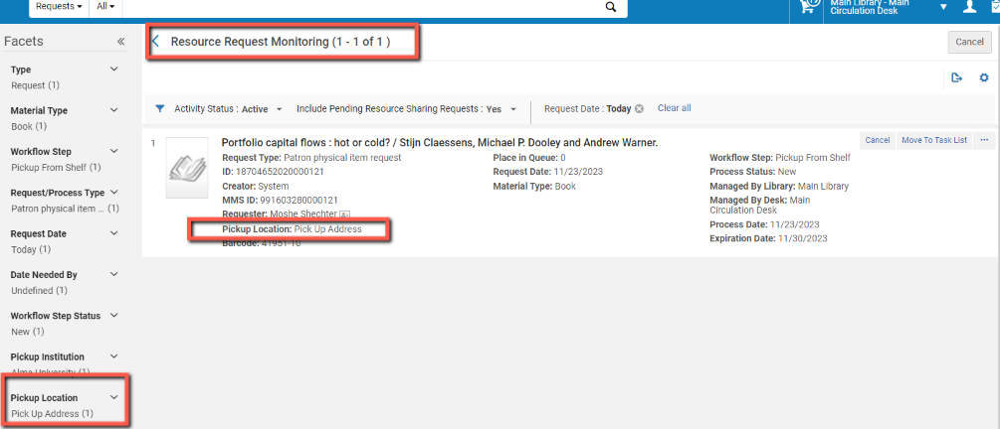 Requests All
Main Library - Main
Circulation Desk
Facets
Resource Request Monitoring (1 - 1 of 1 )
Cancel
Type
Request (1)
Material Type
Book (1)
Workflow Step
Pickup From Shelf (1)
Request/Process Type
Patron physical item ... (1)
Request Date
Today (1)
Date Needed By
Undefined (1)
Workflow Step Status
New (1)
Pickup Institution
Alma University (1)
Pickup Location
Pick Up Address (1)
Activity Status : Active Include Pending Resource Sharing Requests : Yes Request Date : Today Clear all
1 Portfolio capital flows : hot or cold? / Stijn Claessens, Michael P. Dooley and Andrew Warner.
Cancel Move To Task List ...
Request Type: Patron physical item request
ID: 18704652020000121
Creator: System
MMS ID: 991603280000121
Requester: Moshe Shechter
Pickup Location: Pick Up Address
Barcode: 41951-10
Place in Queue: 0
Request Date: 11/23/2023
Material Type: Book
Workflow Step: Pickup From Shelf
Process Status: New
Managed By Library: Main Library
Managed By Desk: Main
Circulation Desk
Process Date: 11/23/2023
Expiration Date: 11/30/2023